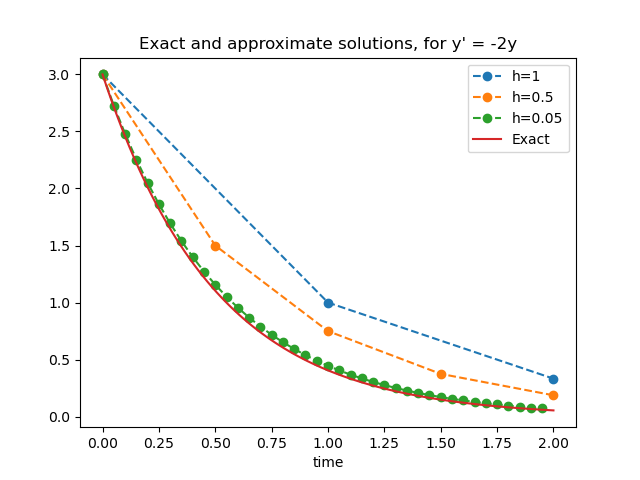 Exact and approximate solutions, for y' = -2y
h=1
h=0.5
h=0.05
Exact
3.0
2.5
2.0
1.5
1.0
0.5
0.0
0.00 0.25 0.50 0.75 1.00 1.25 1.50 1.75 2.00
time